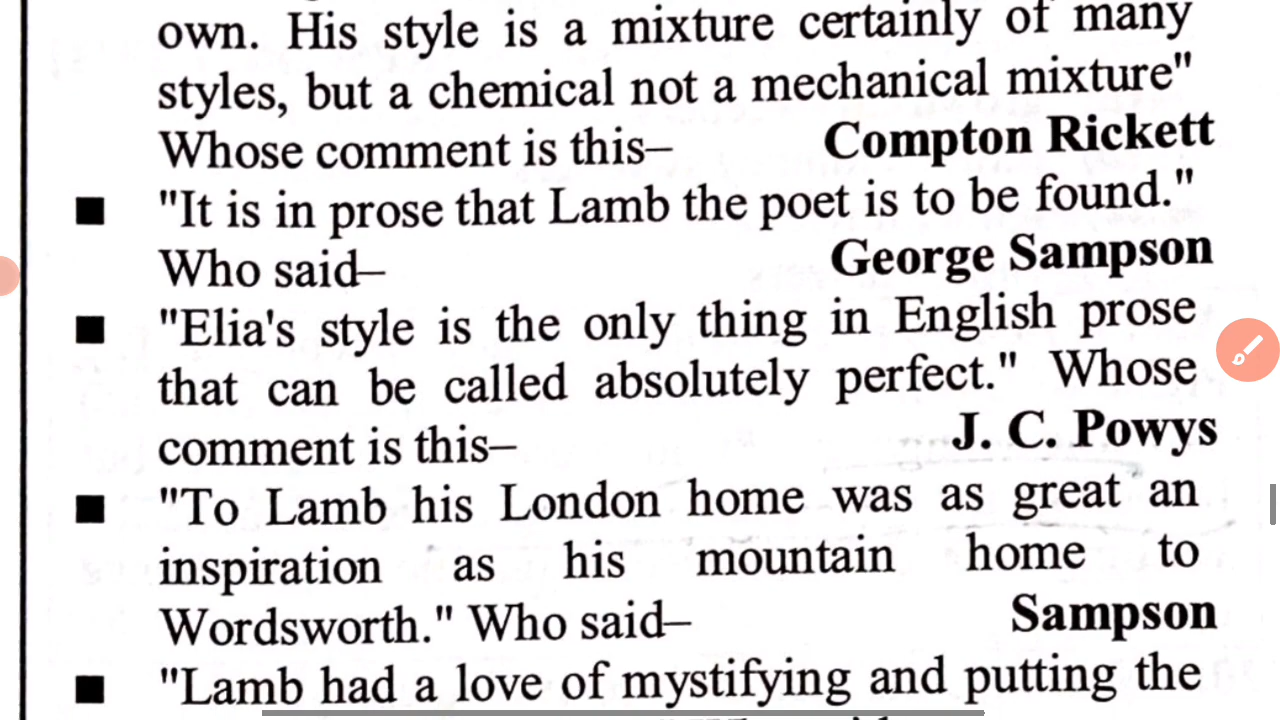 own. His style is a mixture certainly of many
styles, but a chemical not a mechanical mixture"
Whose comment is this– Compton Rickett
■ "It is in prose that Lamb the poet is to be found."
Who said– George Sampson
■ "Elia's style is the only thing in English prose
that can be called absolutely perfect." Whose
comment is this– J. C. Powys
■ "To Lamb his London home was as great an
inspiration as his mountain home to
Wordsworth." Who said– Sampson
■ "Lamb had a love of mystifying and putting the